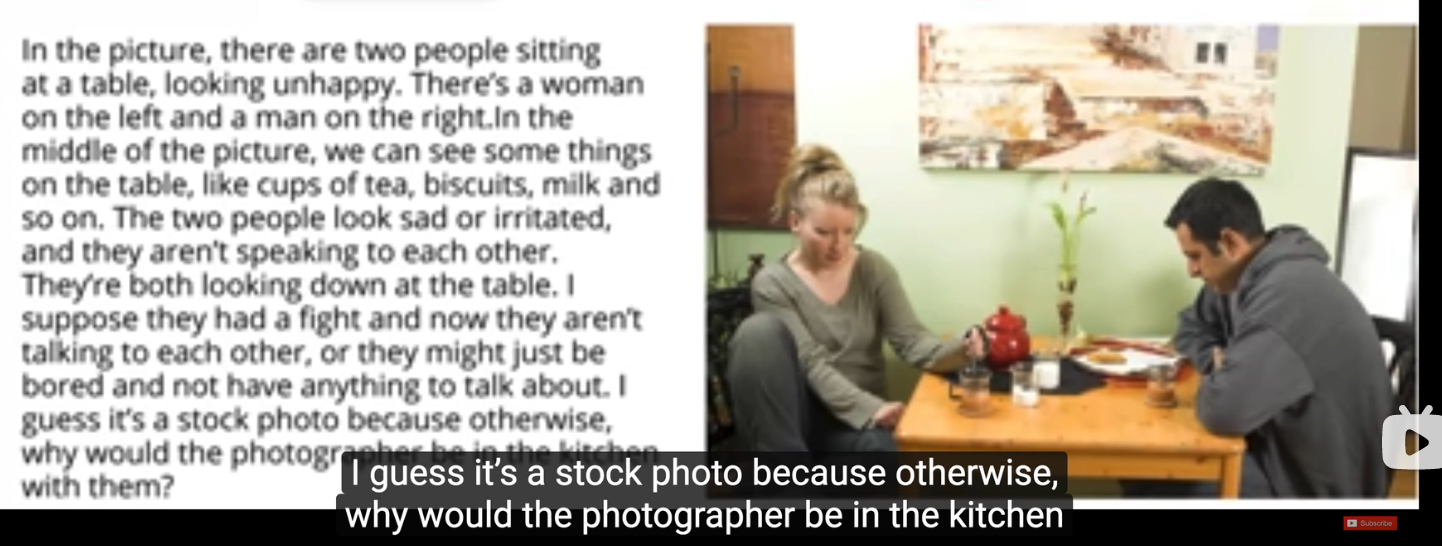 In the picture, there are two people sitting
at a table, looking unhappy. There's a woman
on the left and a man on the right.In the
middle of the picture, we can see some things
on the table, like cups of tea, biscuits, milk and
so on. The two people look sad or irritated,
and they aren't speaking to each other.
They're both looking down at the table. I
suppose they had a fight and now they aren't
talking to each other, or they might just be
bored and not have anything to talk about. I
guess it's a stock photo because otherwise,
why would the photographer be in the kitchen
with them?
I guess it's a stock photo because otherwise,
why would the photographer be in the kitchen
Subscribe